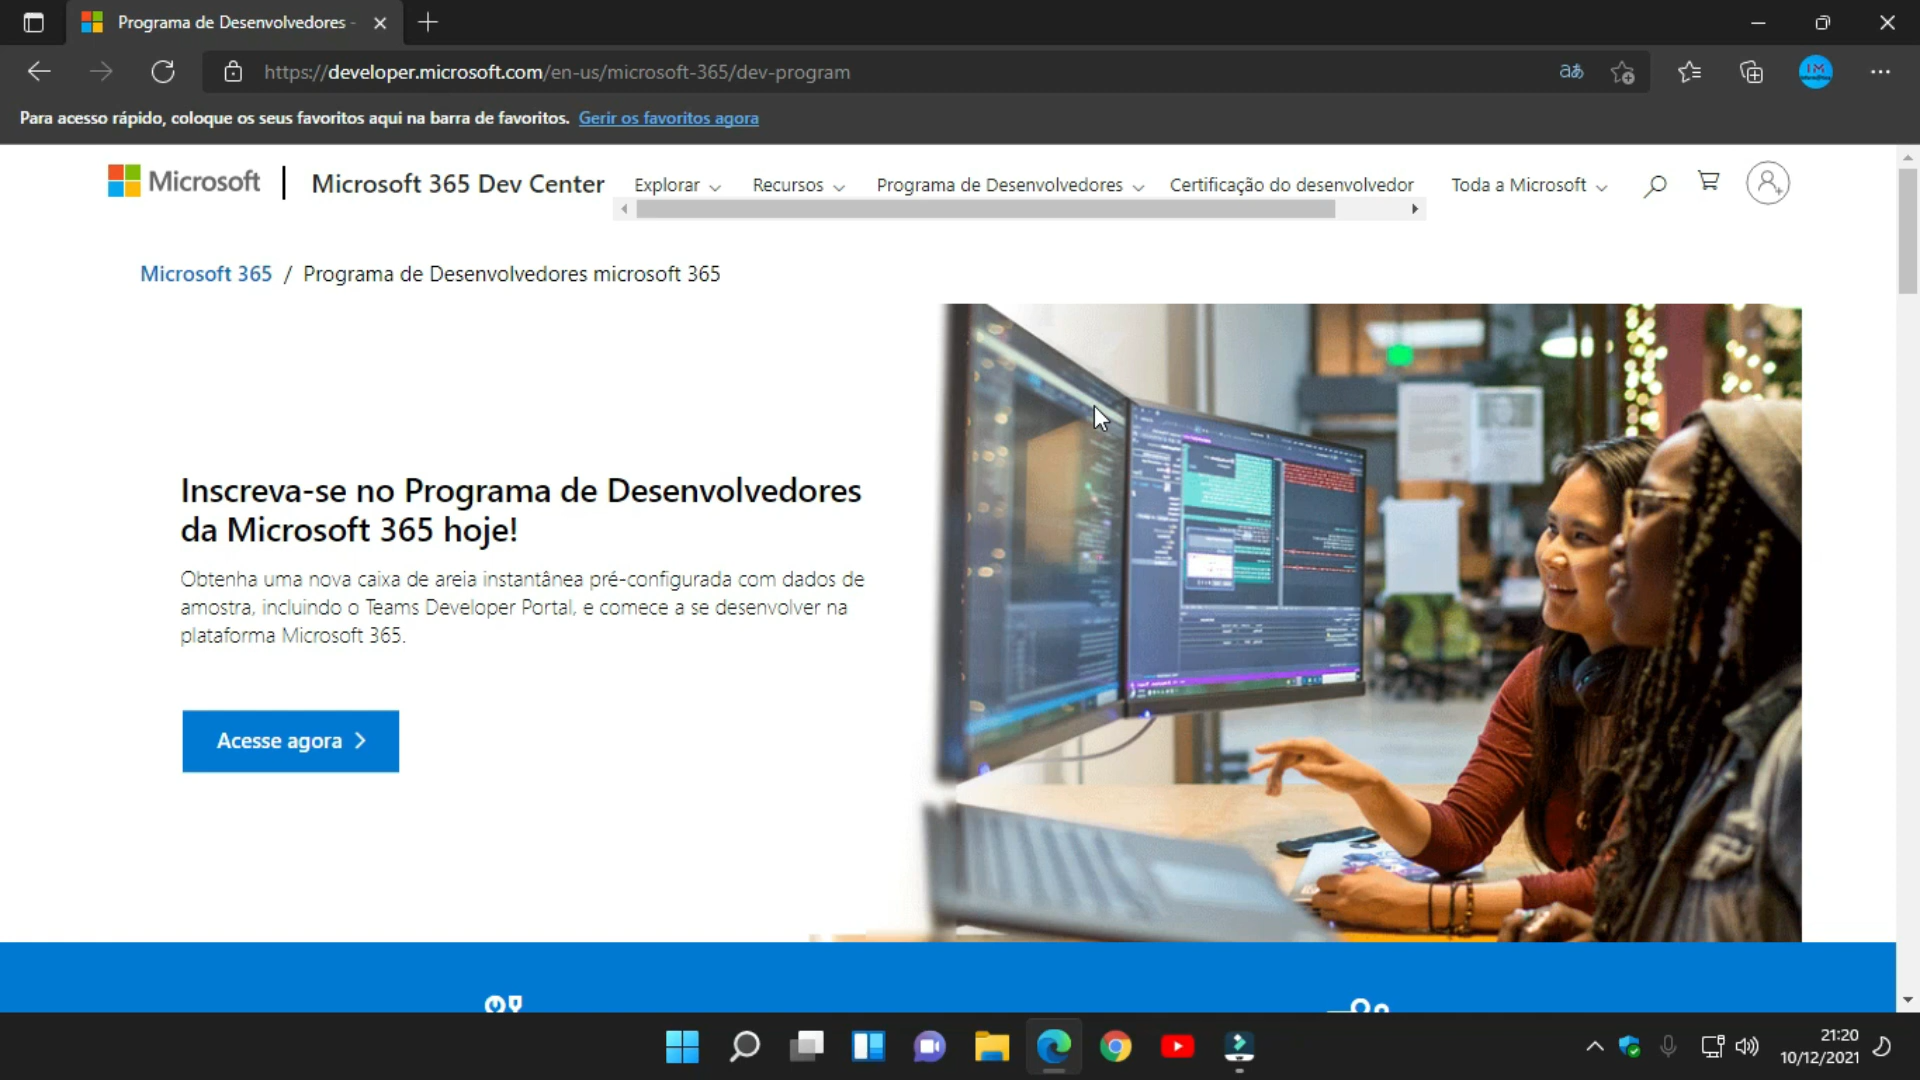 Programa de Desenvolvedores -
https://developer.microsoft.com/en-us/microsoft-365/dev-program
aあ
IM
Para acesso rápido, coloque os seus favoritos aqui na barra de favoritos. Gerir os favoritos agora
Microsoft
Microsoft 365 Dev Center
Explorar
Recursos
Programa de Desenvolvedores
Certificação do desenvolvedor
Toda a Microsoft
Microsoft 365 / Programa de Desenvolvedores microsoft 365
Inscreva-se no Programa de Desenvolvedores
da Microsoft 365 hoje!
Obtenha uma nova caixa de areia instantânea pré-configurada com dados de
amostra, incluindo o Teams Developer Portal, e comece a se desenvolver na
plataforma Microsoft 365.
Acesse agora
21:20
10/12/2021